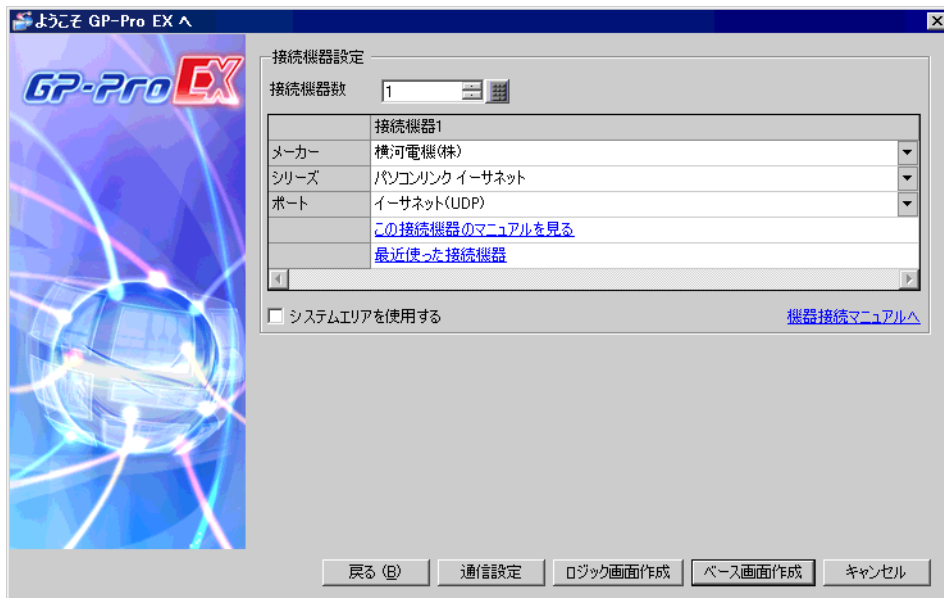 ようこそ GP-Pro EX へ
GP-Pro EX
接続機器設定
接続機器数
1
接続機器1
メーカー
横河電機(株)
シリーズ
パソコンリンク イーサネット
ポート
イーサネット(UDP)
この接続機器のマニュアルを見る
最近使った接続機器
システムエリアを使用する
機器接続マニュアルへ
戻る (B)
通信設定
ロジック画面作成
ベース画面作成
キャンセル